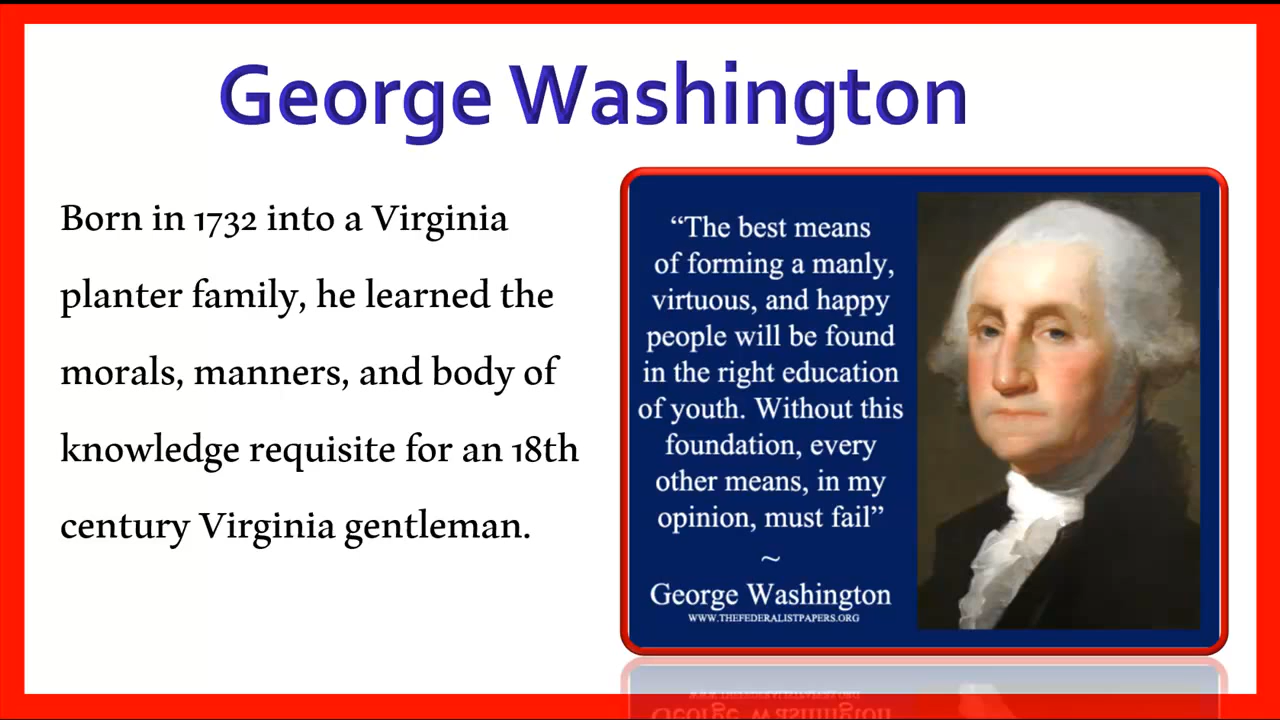 George Washington
Born in 1732 into a Virginia
planter family, he learned the
morals, manners, and body of
knowledge requisite for an 18th
century Virginia gentleman.
“The best means
of forming a manly,
virtuous, and happy
people will be found
in the right education
of youth. Without this
foundation, every
other means, in my
opinion, must fail”
~
George Washington
WWW.THEFEDERALISTPAPERS.ORG